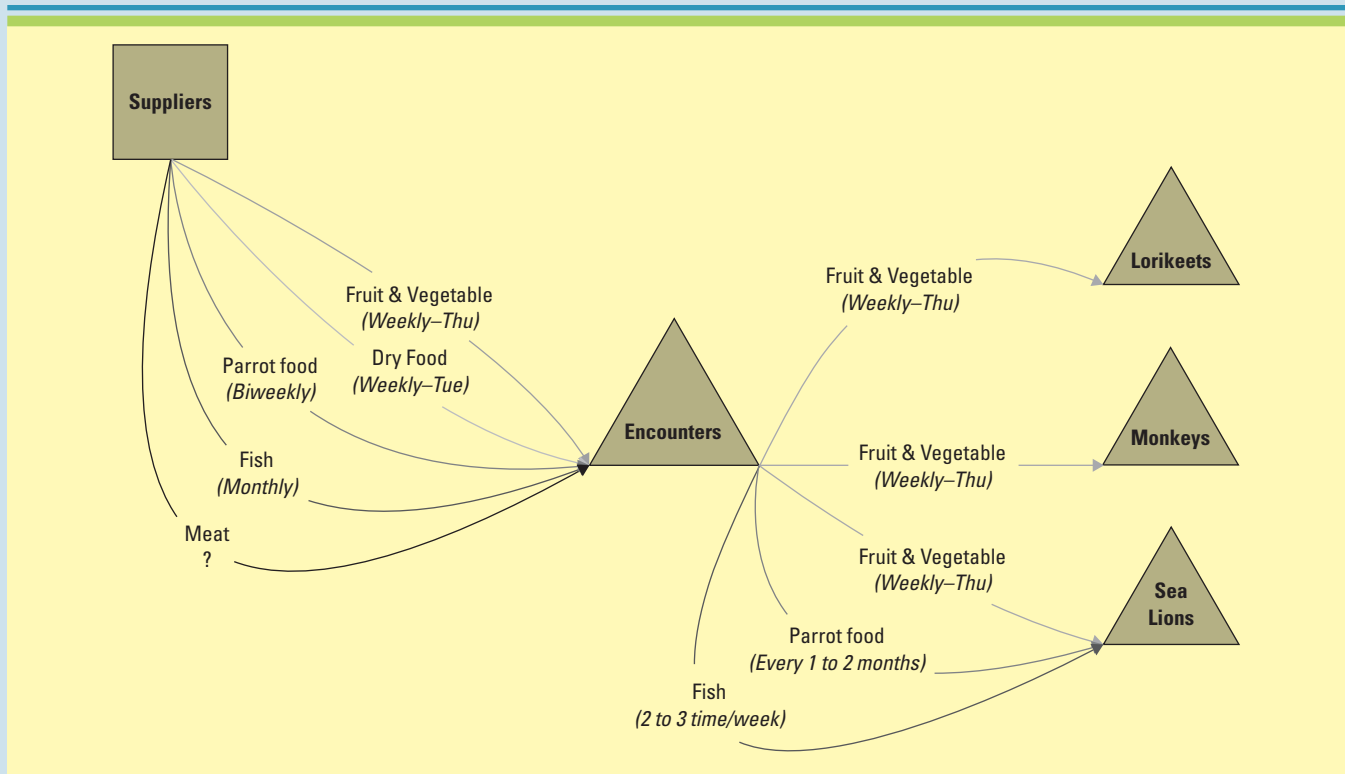 Suppliers
Fruit & Vegetable
(Weekly–Thu)
Dry Food
(Weekly–Tue)
Parrot food
(Biweekly)
Fish
(Monthly)
Meat
?
Encounters
Fruit & Vegetable
(Weekly–Thu)
Lorikeets
Fruit & Vegetable
(Weekly–Thu)
Monkeys
Fruit & Vegetable
(Weekly–Thu)
Parrot food
(Every 1 to 2 months)
Fish
(2 to 3 time/week)
Sea
Lions